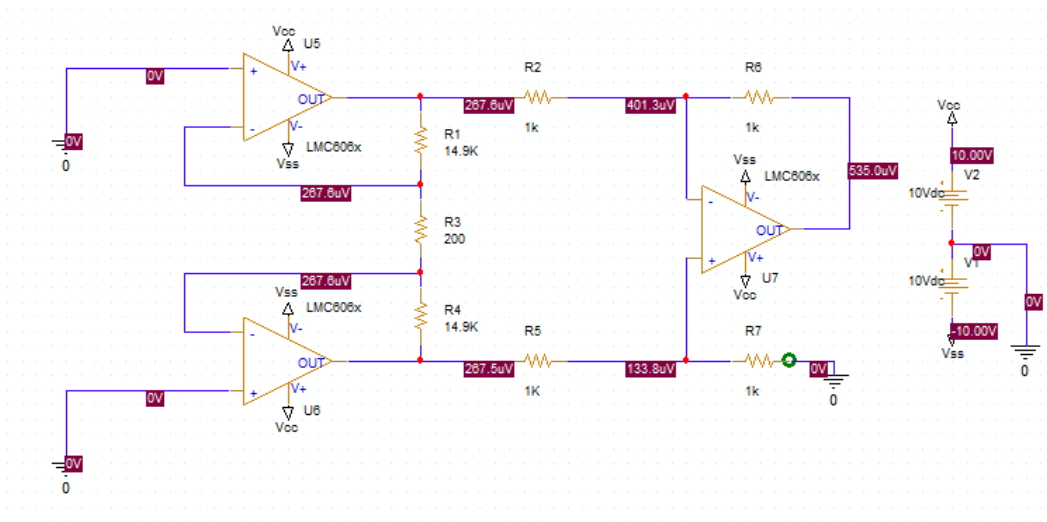 Vcc
U5
V+
+
0V
OUT
-
V-
LMC606x
Vss
0V
0
267.6uV
R1
14.9K
267.6uV
R2
1k
401.3uV
R6
1k
535.0uV
R3
200
267.6uV
Vss
LMC606x
V-
-
OUT
+
V+
U6
Vcc
0V
0V
0
R4
14.9K
267.5uV
R5
1K
133.8uV
R7
1k
0V
0
Vss
LMC606x
V-
-
OUT
+
V+
U7
Vcc
Vcc
10.00V
V2
10Vdc
0V
V1
10Vdc
-10.00V
Vss
0V
0